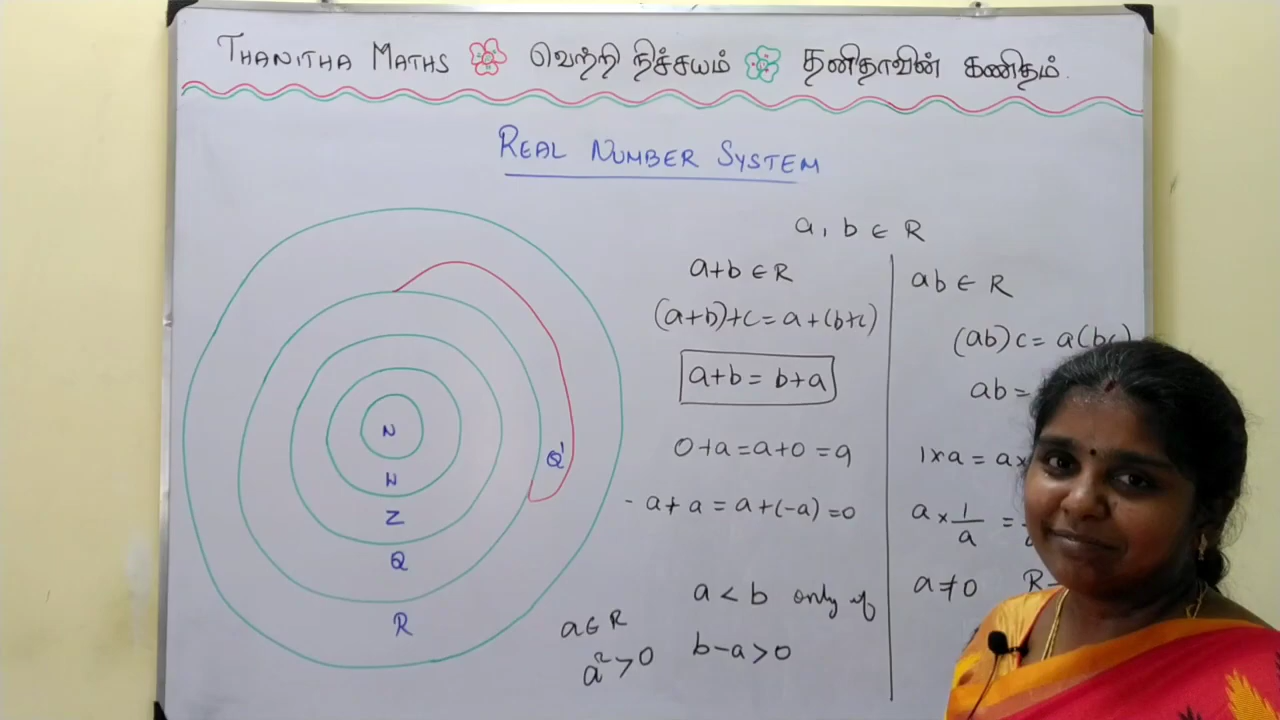 THANITHA MATHS வெற்றி நிச்சயம் தனிதாவின் கணிதம்.
REAL NUMBER SYSTEM
N
W
Z
Q
R
Q'
a, b ∈ R
a+b ∈ R
(a+b)+c = a+(b+c)
a+b = b+a
0+a = a+0 = a
-a+a = a+(-a) = 0
a < b only if
b-a > 0
a ∈ R
a² > 0
ab ∈ R
(ab)c = a(bc)
ab =
1×a = a×
a × 1/a =
a ≠ 0 R-